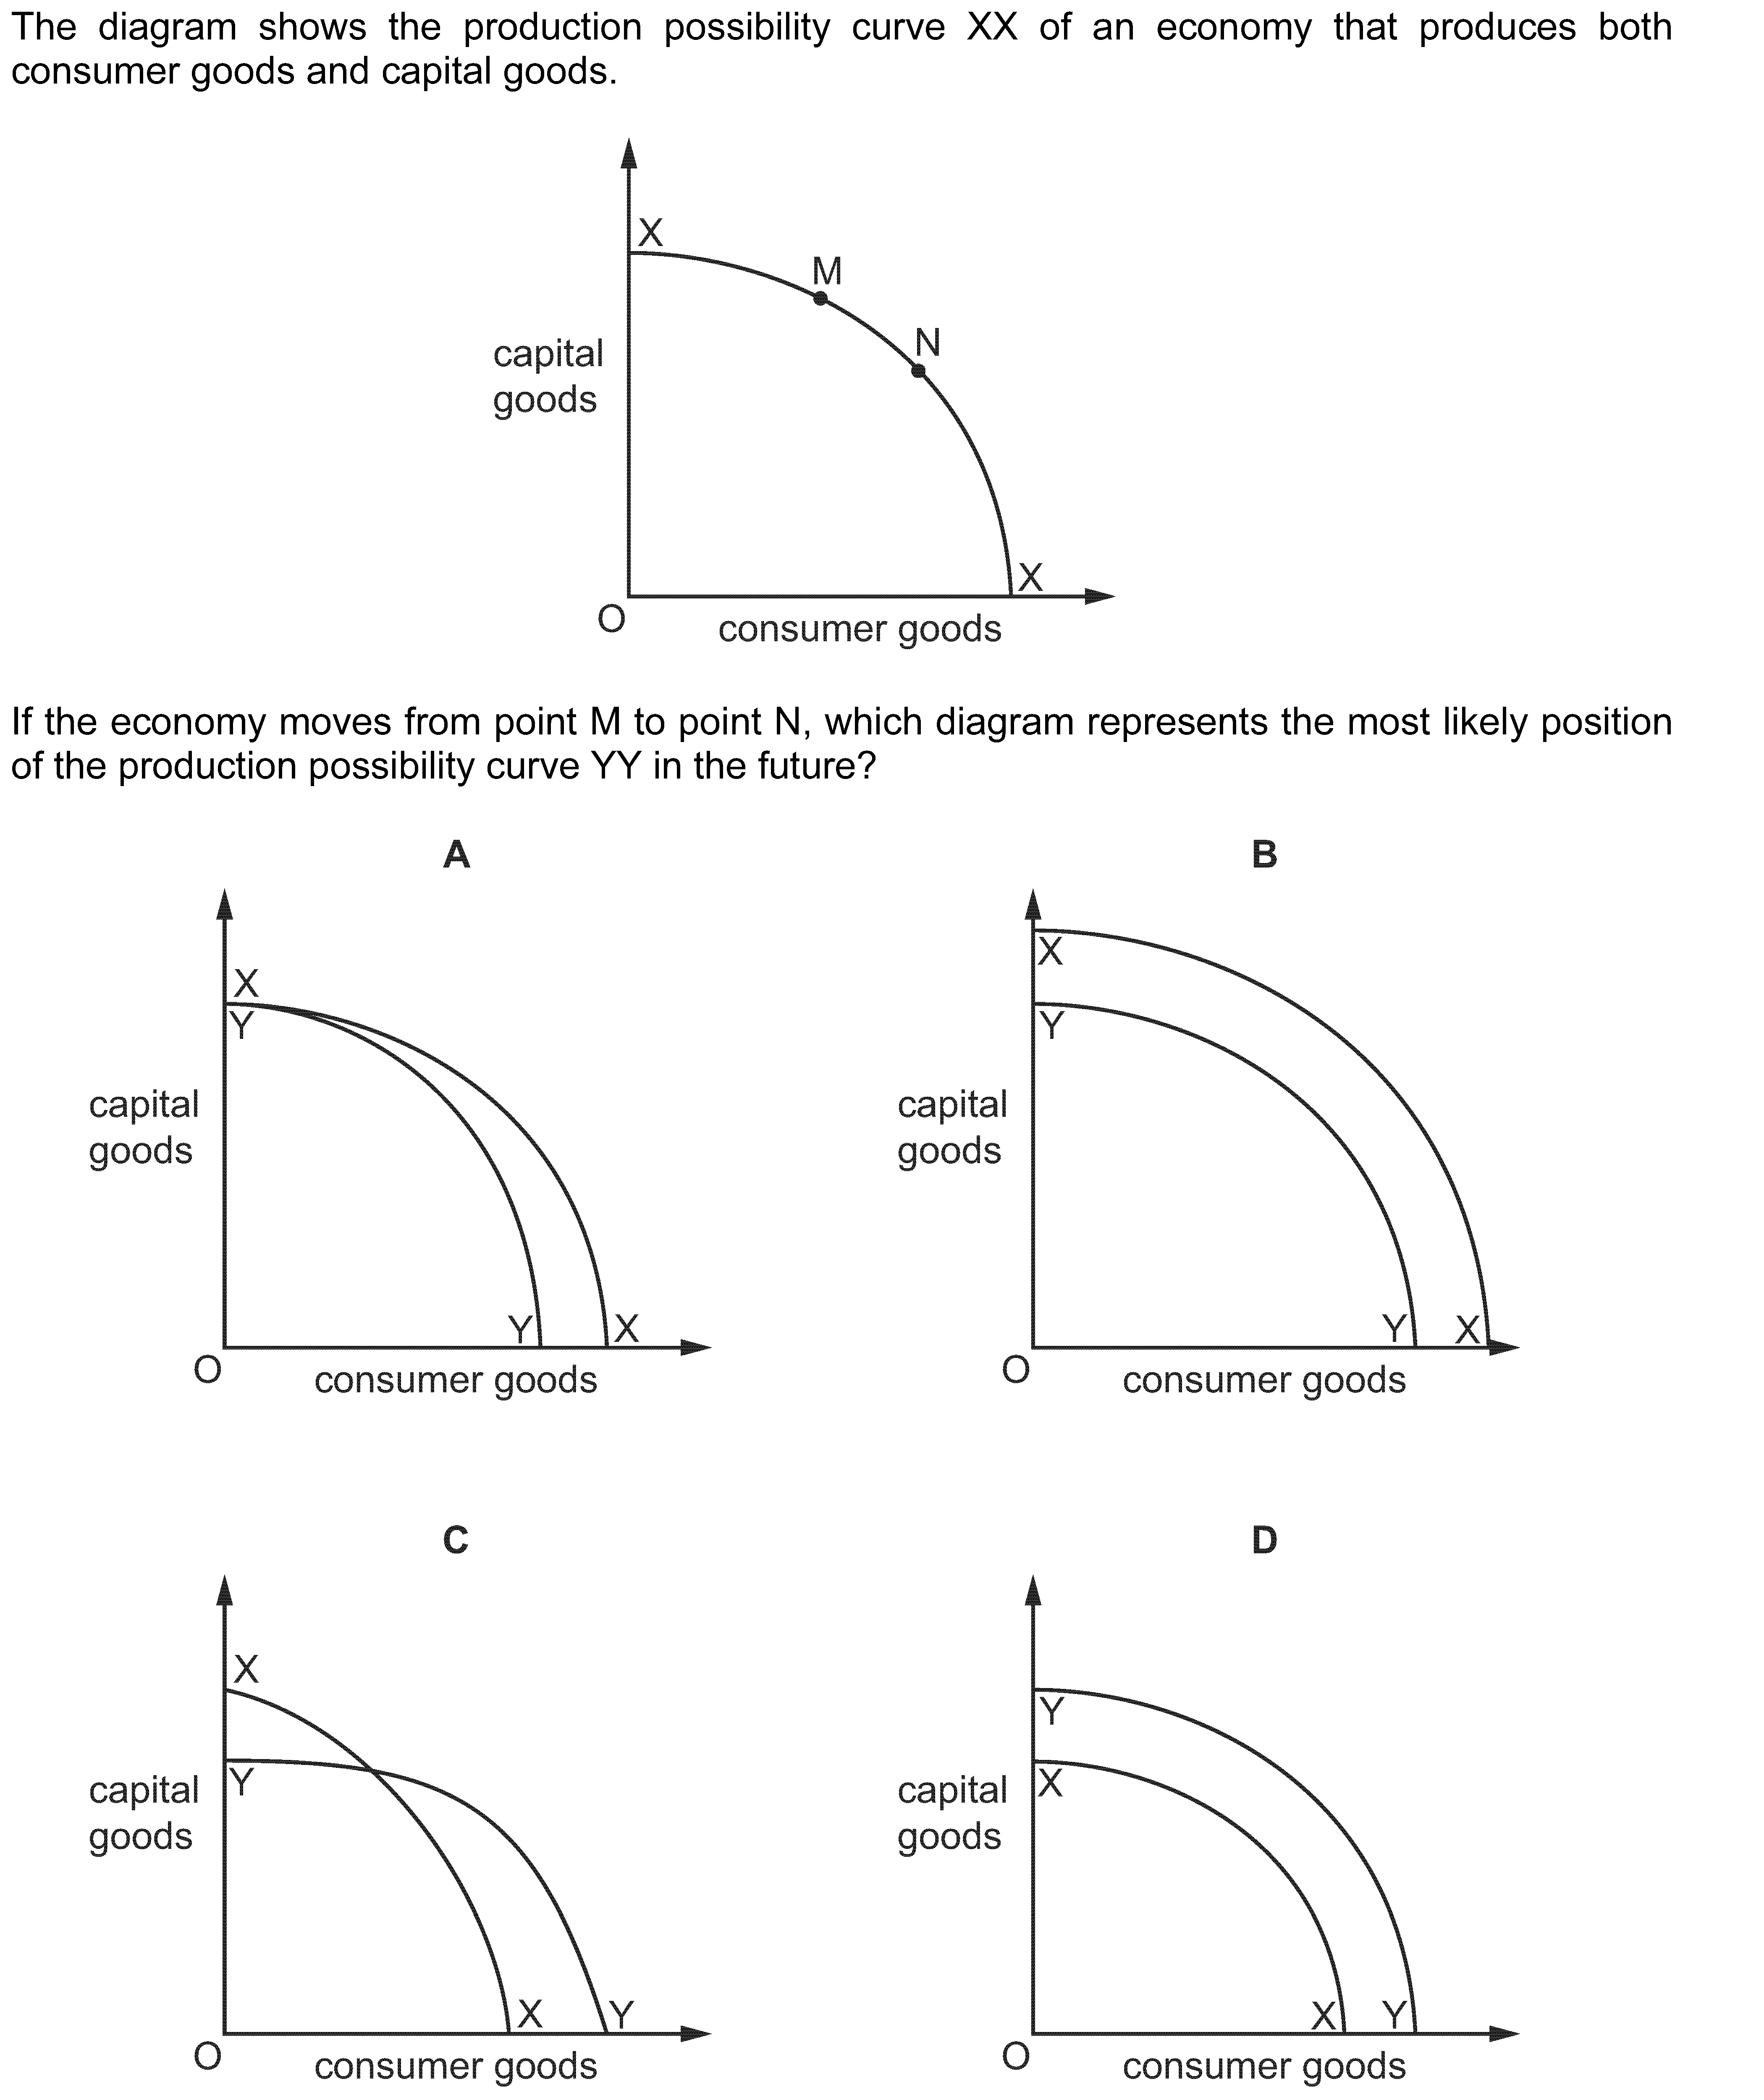 The diagram shows the production possibility curve XX of an economy that produces both
consumer goods and capital goods.
X
M
N
capital
goods
X
O
consumer goods
If the economy moves from point M to point N, which diagram represents the most likely position
of the production possibility curve YY in the future?
A
X
Y
capital
goods
Y
X
O
consumer goods
B
X
Y
capital
goods
Y
X
O
consumer goods
C
X
Y
capital
goods
X
Y
O
consumer goods
D
Y
X
capital
goods
X
Y
O
consumer goods